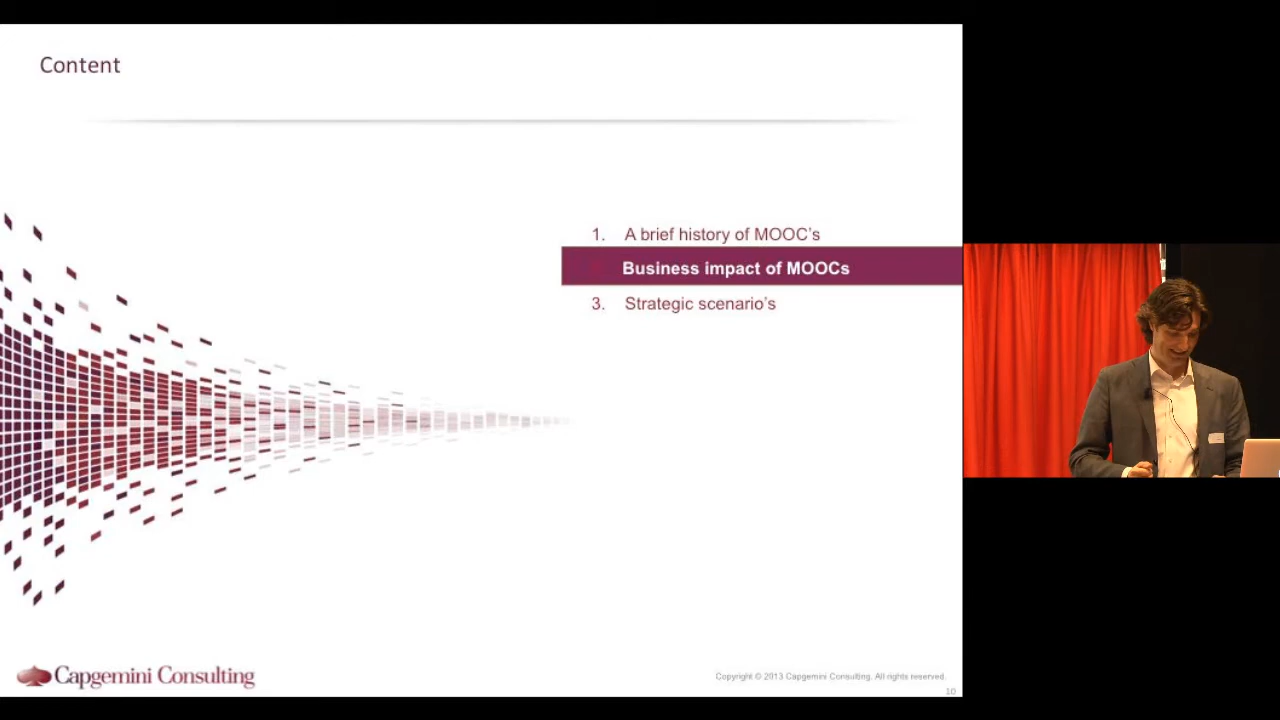 Content
1. A brief history of MOOC's
Business impact of MOOCs
3. Strategic scenario's
Capgemini Consulting
Copyright © 2013 Capgemini Consulting. All rights reserved.
10